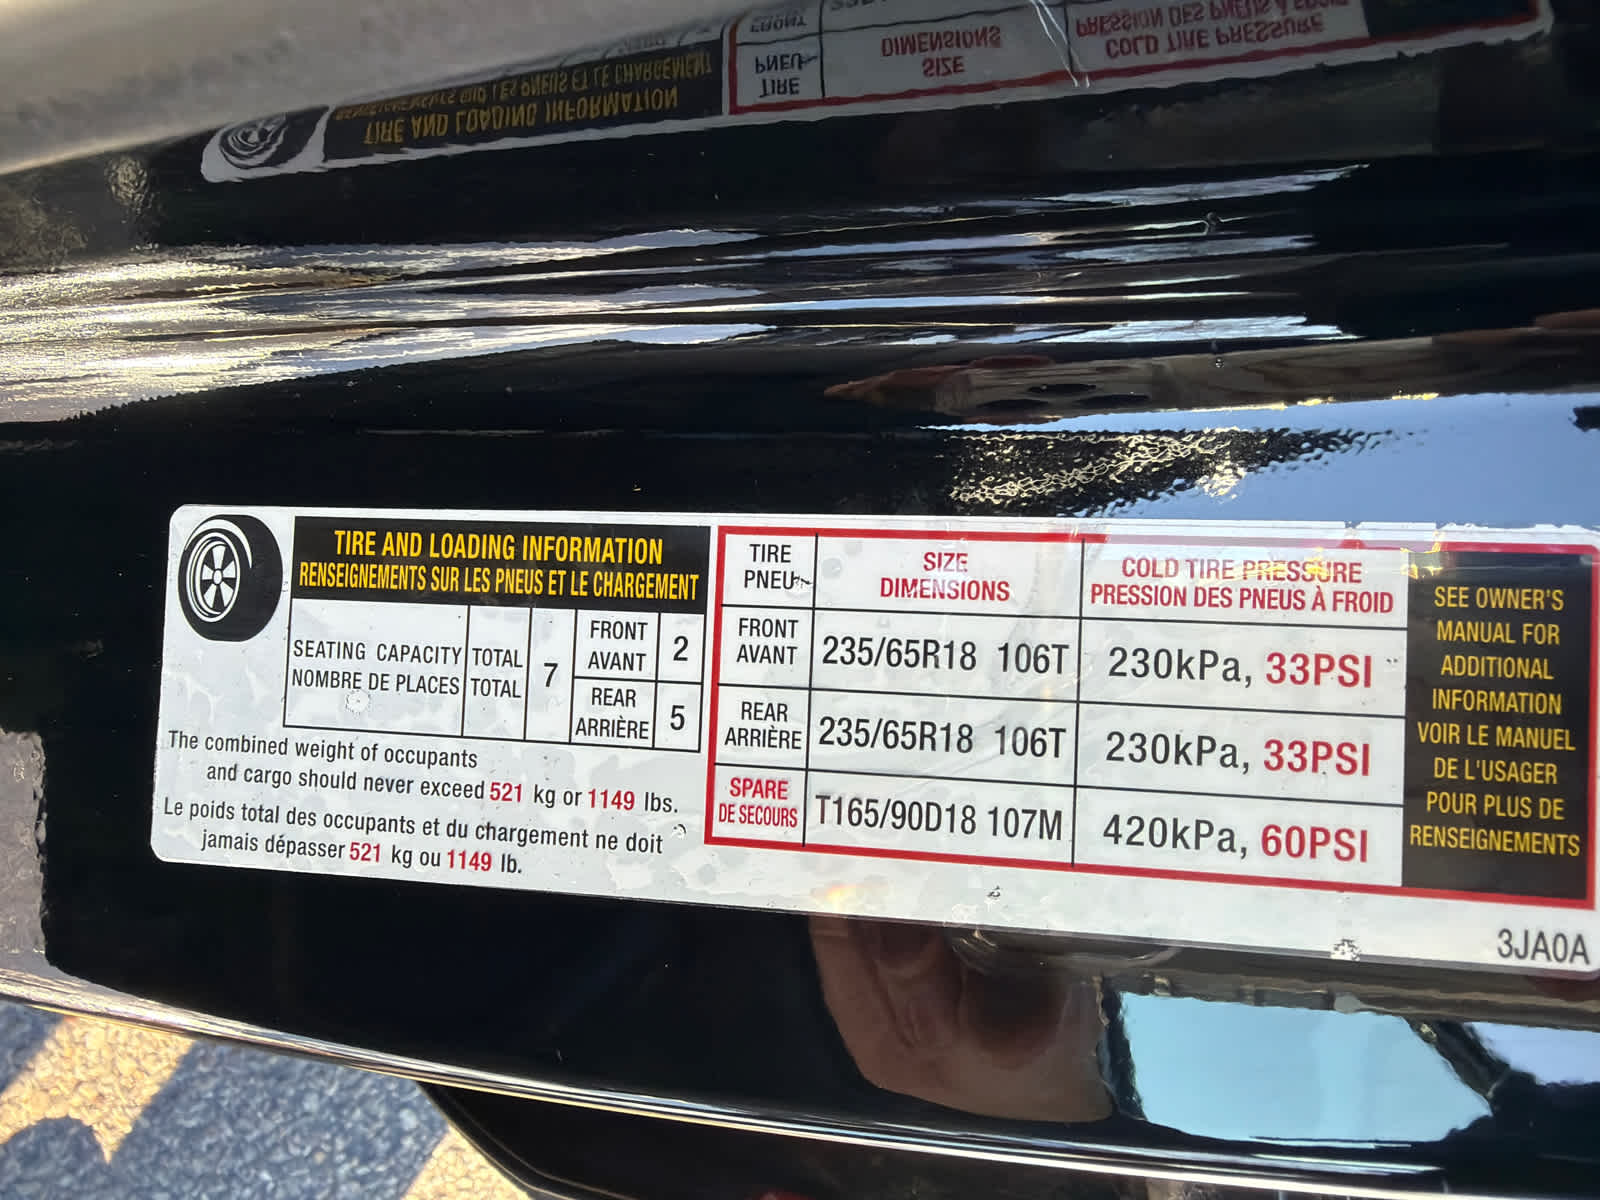 TIRE AND LOADING INFORMATION
RENSEIGNEMENTS SUR LES PNEUS ET LE CHARGEMENT
SEATING CAPACITY
NOMBRE DE PLACES
TOTAL
TOTAL
7
FRONT
AVANT
2
REAR
ARRIÈRE
5
The combined weight of occupants
and cargo should never exceed 521 kg or 1149 lbs.
Le poids total des occupants et du chargement ne doit
jamais dépasser 521 kg ou 1149 lb.
TIRE
PNEU
SIZE
DIMENSIONS
COLD TIRE PRESSURE
PRESSION DES PNEUS À FROID
FRONT
AVANT
235/65R18 106T
230kPa, 33PSI
REAR
ARRIÈRE
235/65R18 106T
230kPa, 33PSI
SPARE
DE SECOURS
T165/90D18 107M
420kPa, 60PSI
SEE OWNER'S
MANUAL FOR
ADDITIONAL
INFORMATION
VOIR LE MANUEL
DE L'USAGER
POUR PLUS DE
RENSEIGNEMENTS
3JA0A